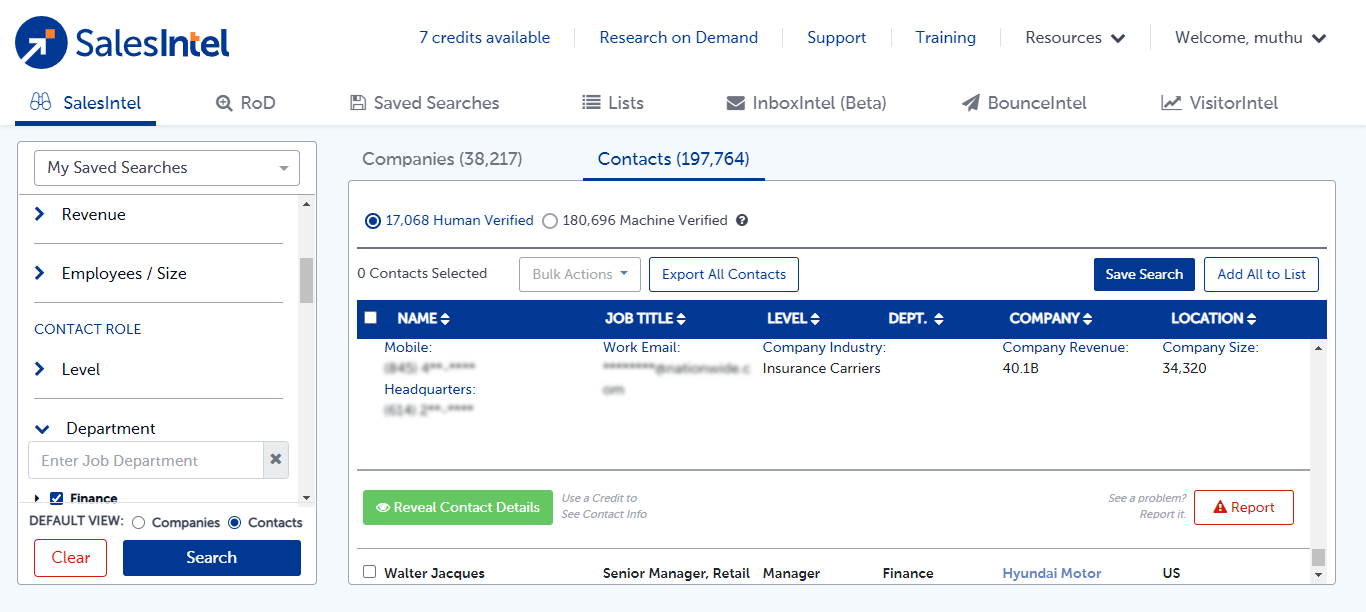 SalesIntel
7 credits available
Research on Demand
Support
Training
Resources
Welcome, muthu
SalesIntel
RoD
Saved Searches
Lists
InboxIntel (Beta)
BounceIntel
VisitorIntel
My Saved Searches
Revenue
Employees / Size
CONTACT ROLE
Level
Department
Enter Job Department
Finance
DEFAULT VIEW: Companies Contacts
Clear
Search
Companies (38,217)
Contacts (197,764)
17,068 Human Verified
180,696 Machine Verified
0 Contacts Selected
Bulk Actions
Export All Contacts
Save Search
Add All to List
NAME
JOB TITLE
LEVEL
DEPT.
COMPANY
LOCATION
Mobile:
(845) 4**-****
Headquarters:
(614) 2**-****
Work Email:
********@nationwide.c
om
Company Industry:
Insurance Carriers
Company Revenue:
40.1B
Company Size:
34,320
Reveal Contact Details
Use a Credit to
See Contact Info
See a problem?
Report it.
Report
Walter Jacques
Senior Manager, Retail
Manager
Finance
Hyundai Motor
US